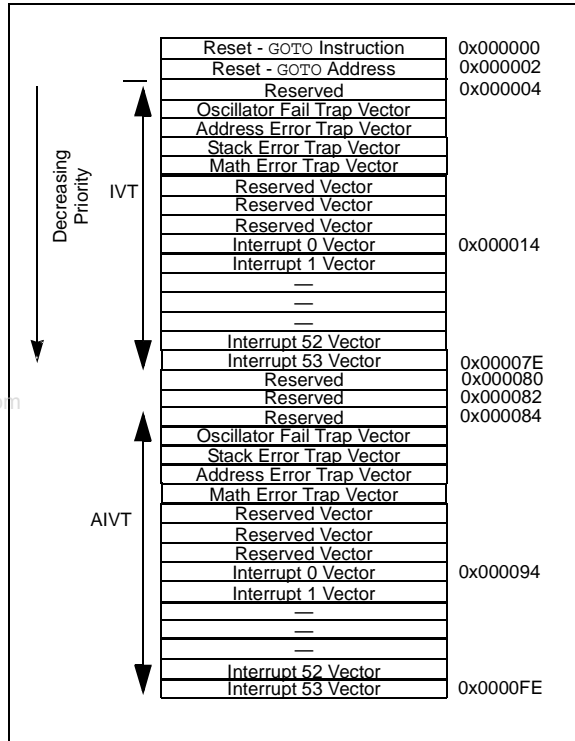 Reset - GOTO Instruction 0x000000
Reset - GOTO Address 0x000002
Reserved 0x000004
Oscillator Fail Trap Vector
Address Error Trap Vector
Stack Error Trap Vector
Math Error Trap Vector
Decreasing
Priority
IVT
Reserved Vector
Reserved Vector
Reserved Vector
Interrupt 0 Vector 0x000014
Interrupt 1 Vector
—
—
—
Interrupt 52 Vector
Interrupt 53 Vector 0x00007E
Reserved 0x000080
Reserved 0x000082
Reserved 0x000084
om
Oscillator Fail Trap Vector
Stack Error Trap Vector
Address Error Trap Vector
Math Error Trap Vector
AIVT
Reserved Vector
Reserved Vector
Reserved Vector
Interrupt 0 Vector 0x000094
Interrupt 1 Vector
—
—
—
Interrupt 52 Vector
Interrupt 53 Vector 0x0000FE